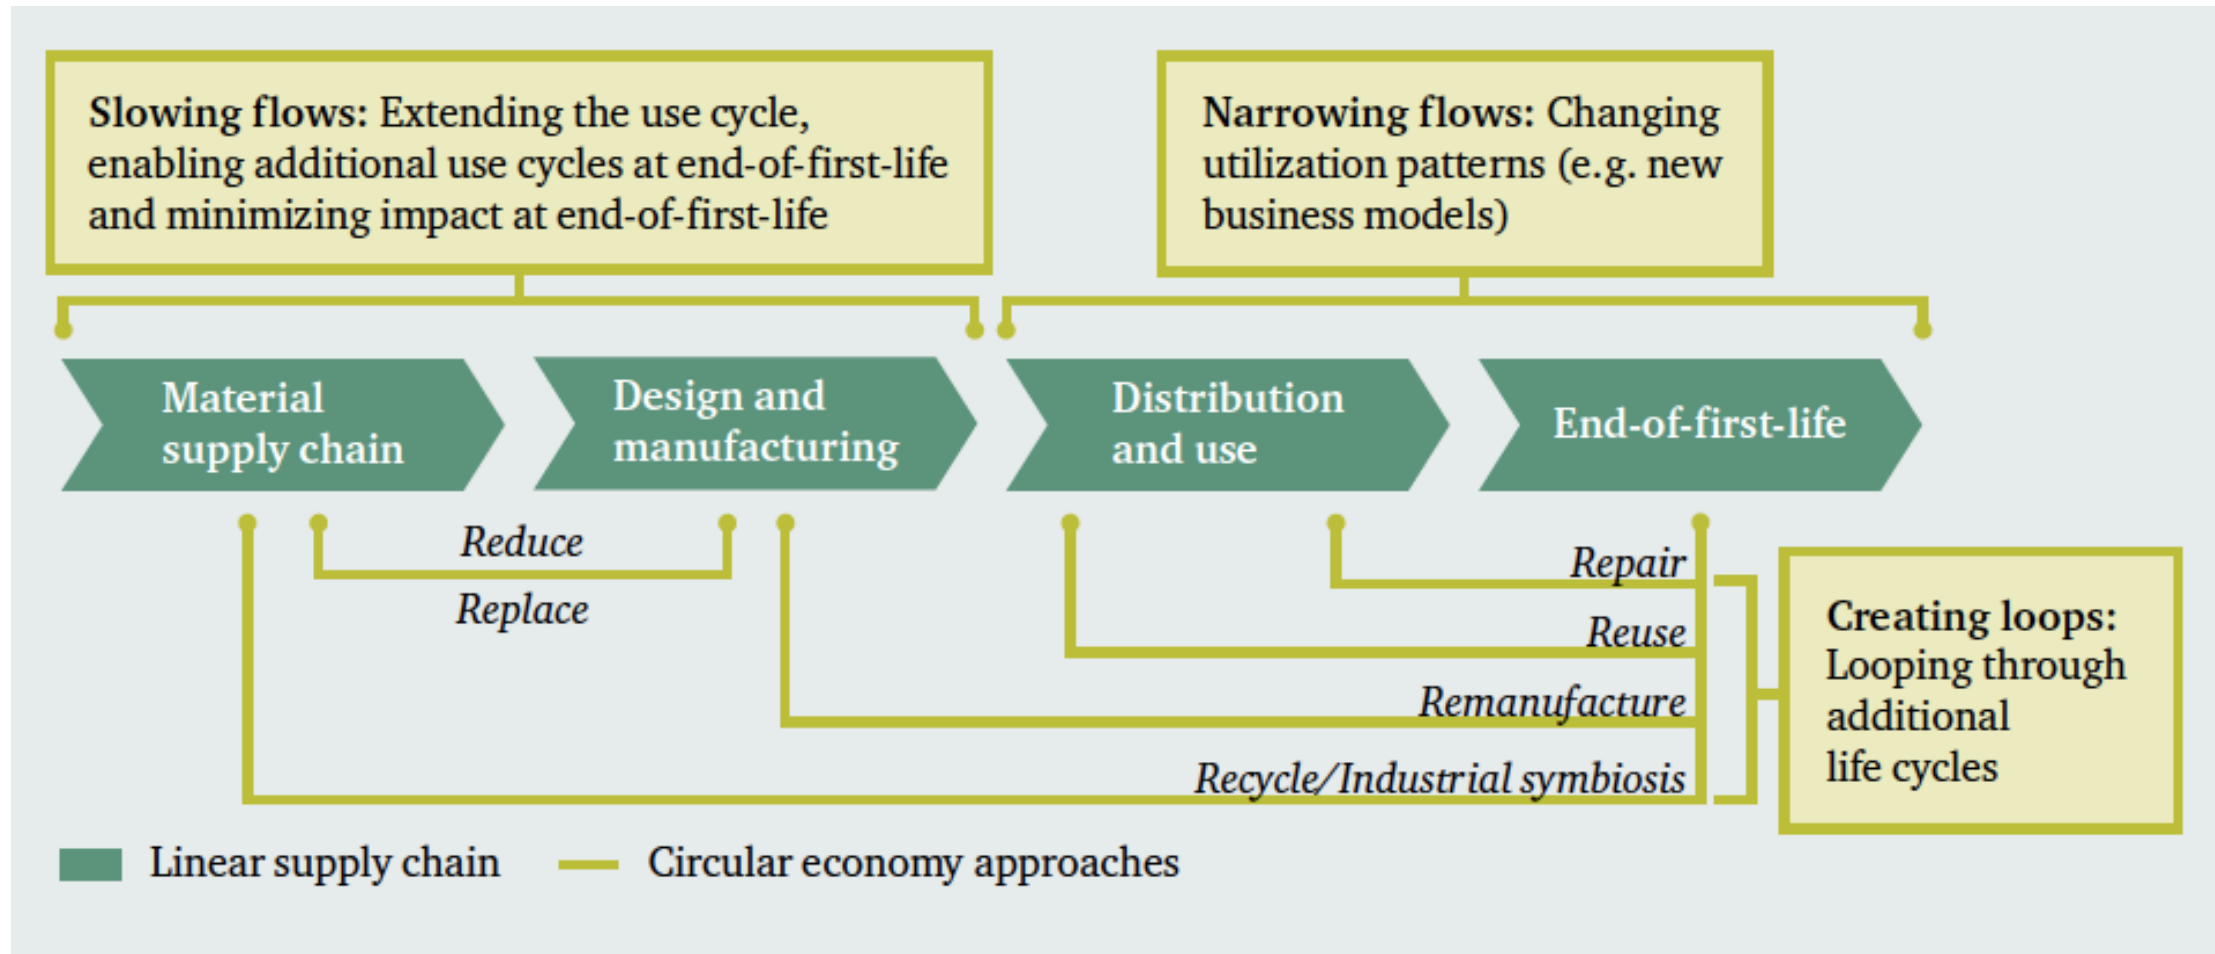 Slowing flows: Extending the use cycle,
enabling additional use cycles at end-of-first-life
and minimizing impact at end-of-first-life
Narrowing flows: Changing
utilization patterns (e.g. new
business models)
Material
supply chain
Design and
manufacturing
Distribution
and use
End-of-first-life
Reduce
Replace
Repair
Reuse
Remanufacture
Recycle/Industrial symbiosis
Creating loops:
Looping through
additional
life cycles
Linear supply chain
Circular economy approaches